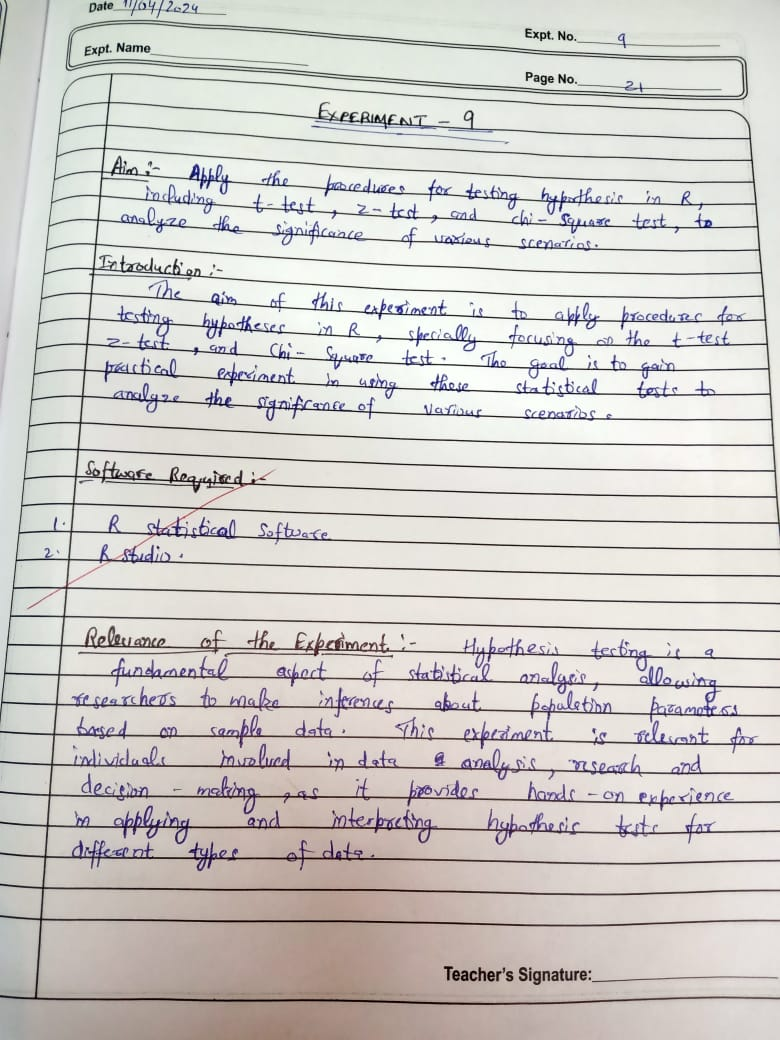 Date 11/04/2024
Expt. No. 9
Expt. Name
Page No. 21
EXPERIMENT - 9
Aim :- Apply the procedures for testing hypothesis in R,
including t-test, z-test, and chi-square test, to
analyze the significance of various scenarios.
Introduction :-
The aim of this experiment is to apply procedures for
testing hypotheses in R, specially focusing on the t-test
z-test, and Chi-Square test. The goal is to gain
practical experiment in using these statistical tests to
analyze the significance of various scenarios.
Software Required :-
1. R statistical Software
2. R Studio.
Relevance of the Experiment :- Hypothesis testing is a
fundamental aspect of statistical analysis, allowing
researchers to make inferences about population parameters
based on sample data. This experiment is relevant for
individuals involved in data analysis, research and
decision - making, as it provides hands-on experience
in applying and interpreting hypothesis tests for
different types of data.
Teacher's Signature: